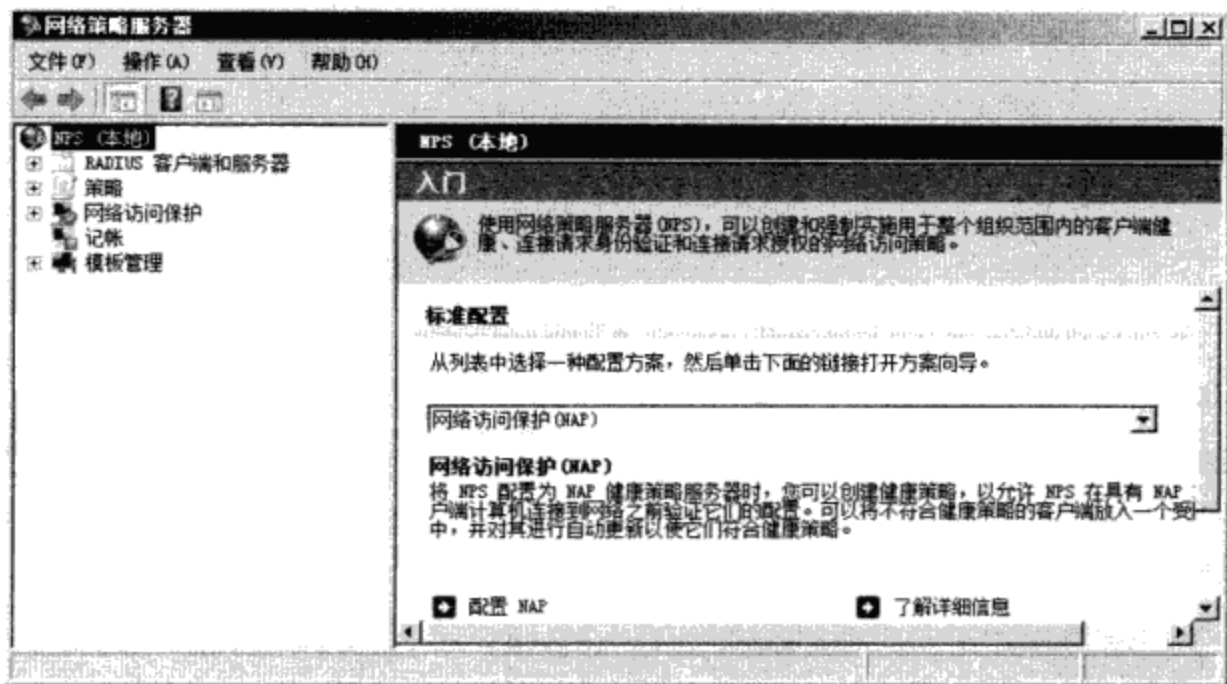 网络策略服务器
文件(F) 操作(A) 查看(V) 帮助(H)
NPS (本地)
RADIUS 客户端和服务器
策略
网络访问保护
记帐
模板管理
NPS (本地)
入门
使用网络策略服务器(NPS)，可以创建和强制实施用于整个组织范围内的客户端健
康、连接请求身份验证和连接请求授权的网络访问策略。
标准配置
从列表中选择一种配置方案，然后单击下面的链接打开方案向导。
网络访问保护(NAP)
网络访问保护(NAP)
将 NPS 配置为 NAP 健康策略服务器时，您可以创建健康策略，以允许 NPS 在具有 NAP
户端计算机连接到网络之前验证它们的配置。可以将不符合健康策略的客户端放入一个受
中，并对其进行自动更新以使它们符合健康策略。
配置 NAP
了解详细信息